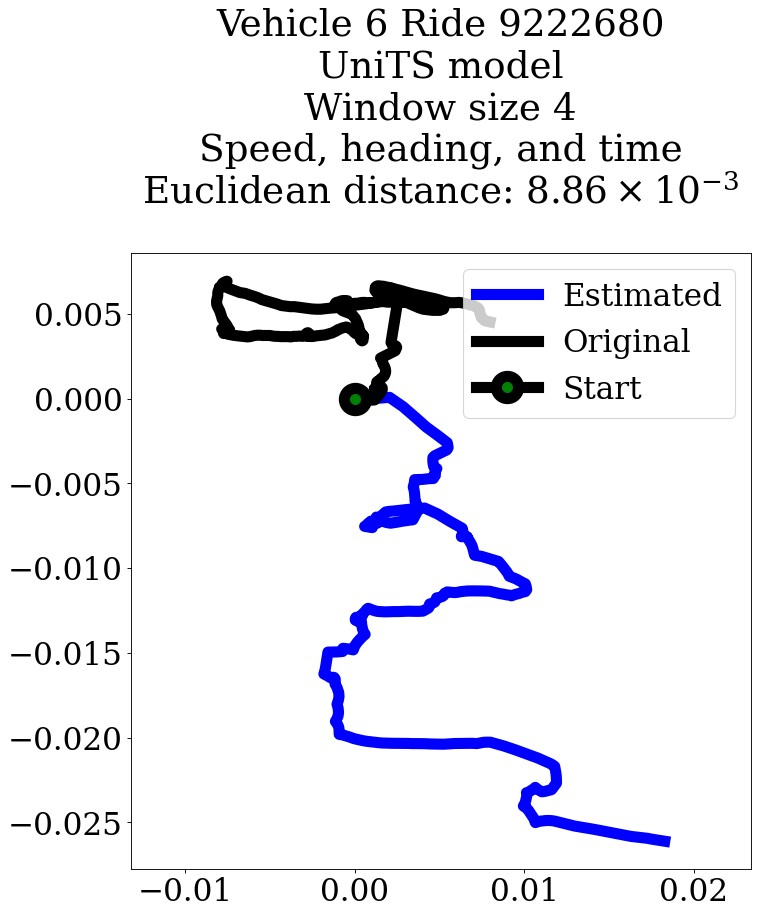 Vehicle 6 Ride 9222680
UniTS model
Window size 4
Speed, heading, and time
Euclidean distance: 8.86 × 10⁻³
Estimated
Original
Start
0.005
0.000
−0.005
−0.010
−0.015
−0.020
−0.025
−0.01
0.00
0.01
0.02